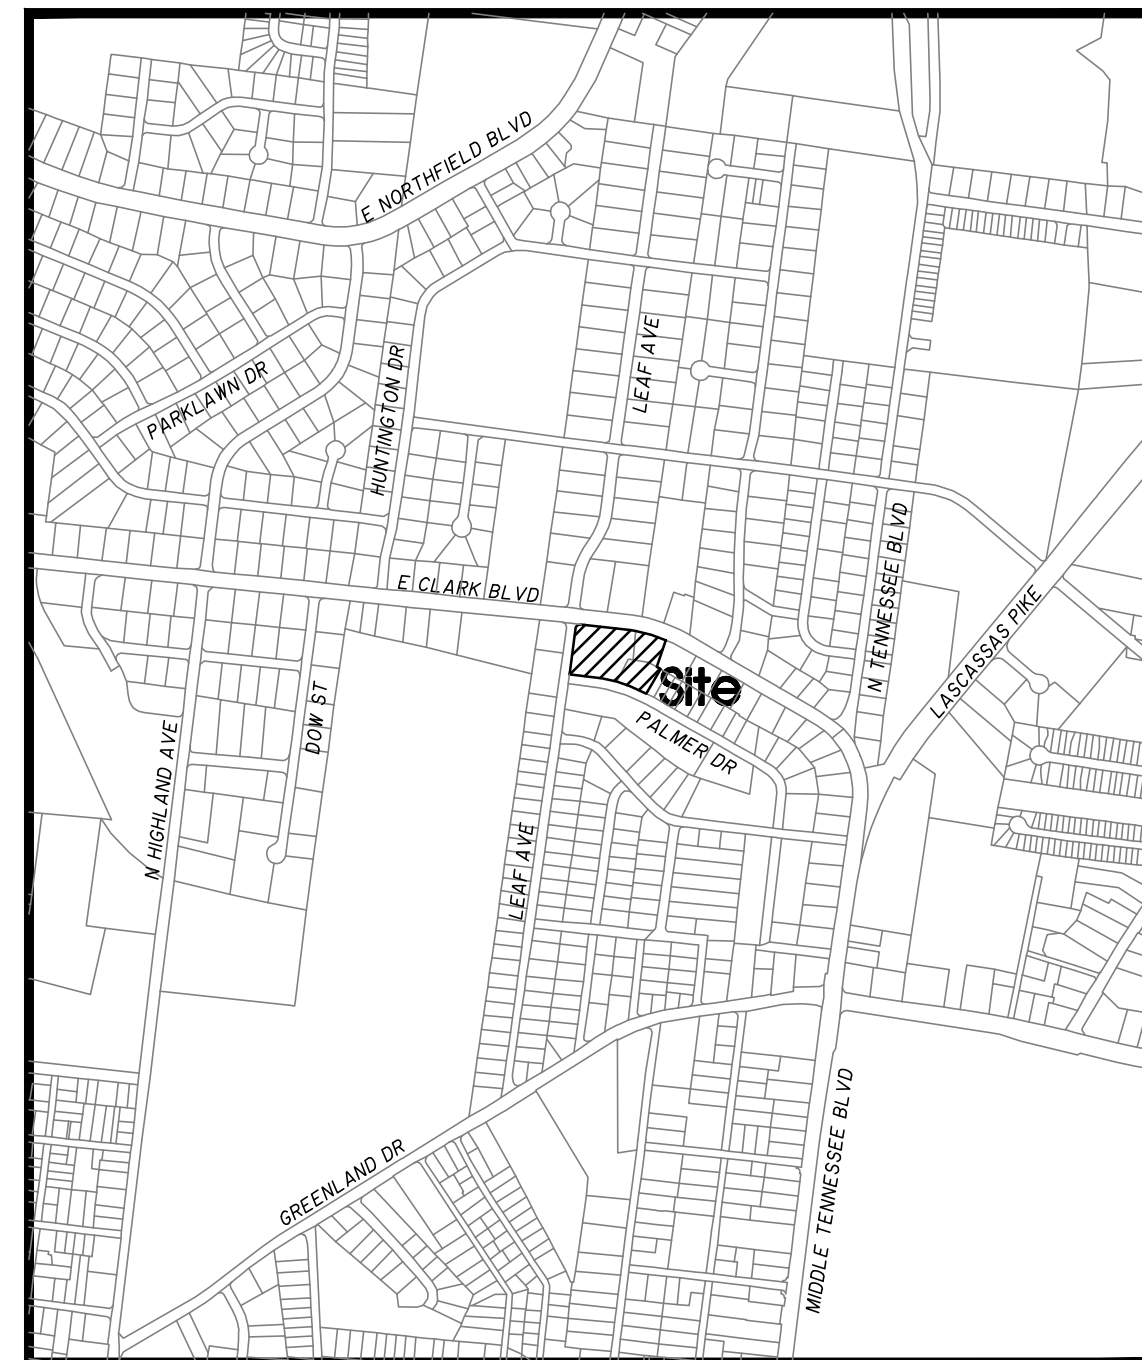 E NORTHFIELD BLVD
LEAF AVE
PARKLAWN DR
HUNTINGTON DR
N TENNESSEE BLVD
E CLARK BLVD
LASCASSAS PIKE
Site
DOW ST
PALMER DR
N HIGHLAND AVE
LEAF AVE
GREENLAND DR
MIDDLE TENNESSEE BLVD